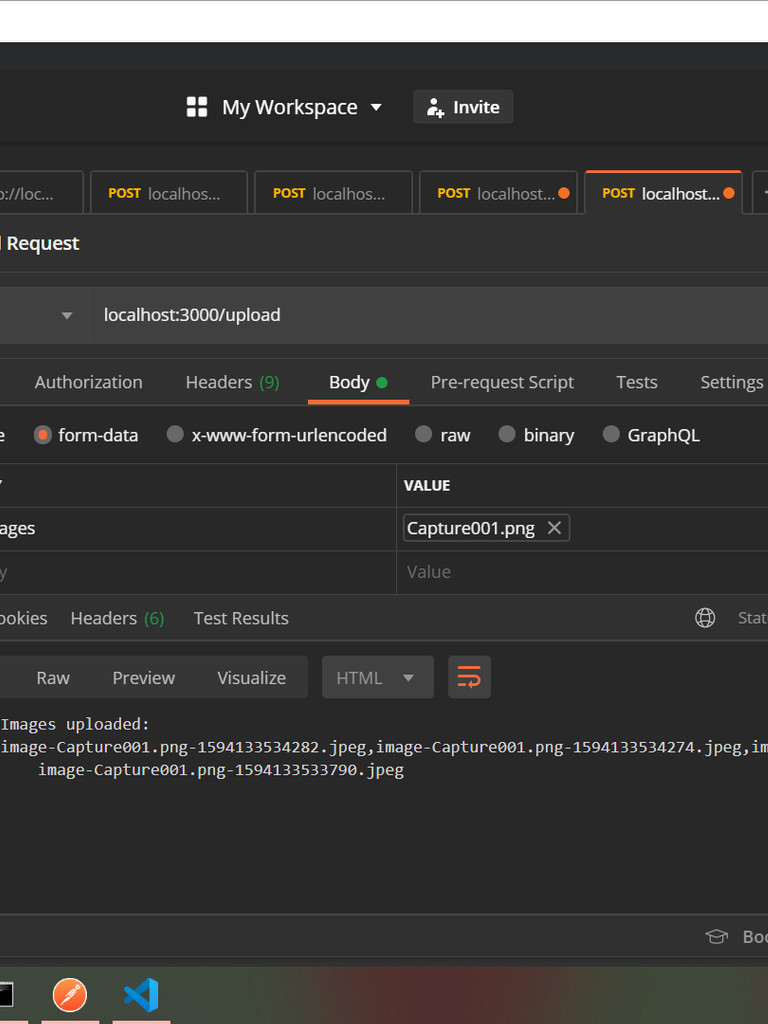 My Workspace Invite
://loc... POST localhos... POST localhos... POST localhost... POST localhost...
Request
localhost:3000/upload
Authorization Headers (9) Body Pre-request Script Tests Settings
e form-data x-www-form-urlencoded raw binary GraphQL
VALUE
ages Capture001.png
y Value
ookies Headers (6) Test Results Stat
Raw Preview Visualize HTML
Images uploaded:
image-Capture001.png-1594133534282.jpeg,image-Capture001.png-1594133534274.jpeg,im
image-Capture001.png-1594133533790.jpeg
Boo